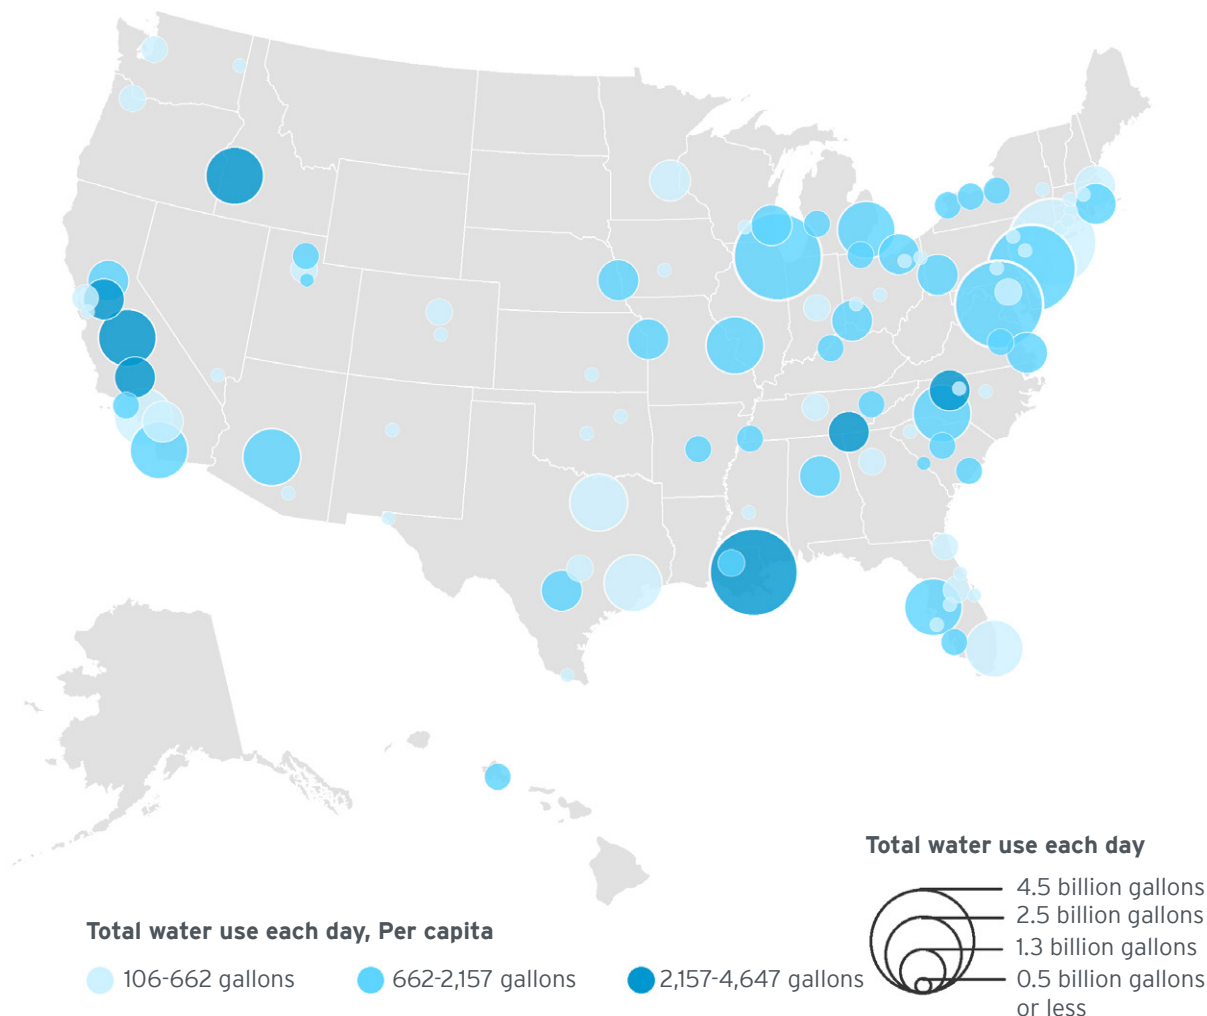 Total water use each day
4.5 billion gallons
2.5 billion gallons
1.3 billion gallons
0.5 billion gallons
or less
Total water use each day, Per capita
106-662 gallons
662-2,157 gallons
2,157-4,647 gallons